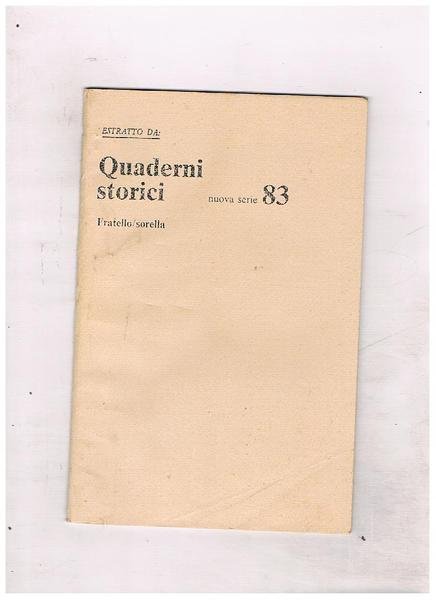 ESTRATTO DA:
Quaderni
storici nuova serie 83
Fratello/sorella